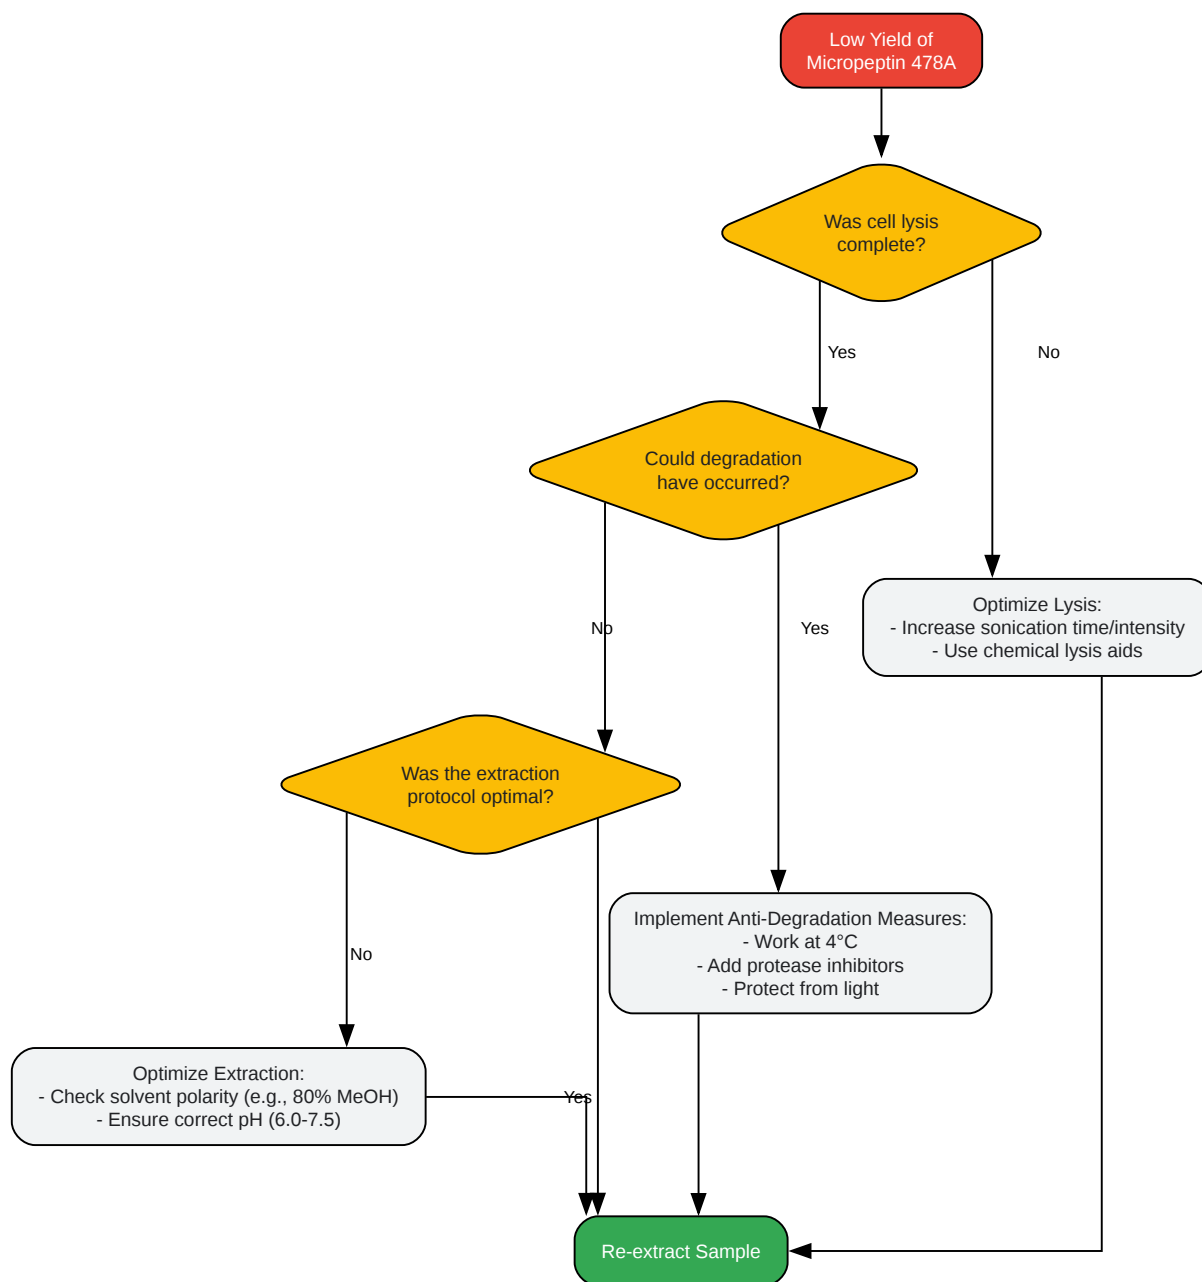 Low Yield of
Micropeptin 478A
Was cell lysis
complete?
Yes
No
Could degradation
have occurred?
Optimize Lysis:
- Increase sonication time/intensity
- Use chemical lysis aids
No
Yes
Was the extraction
protocol optimal?
Implement Anti-Degradation Measures:
- Work at 4°C
- Add protease inhibitors
- Protect from light
No
Optimize Extraction:
- Check solvent polarity (e.g., 80% MeOH)
- Ensure correct pH (6.0-7.5)
Yes
Re-extract Sample